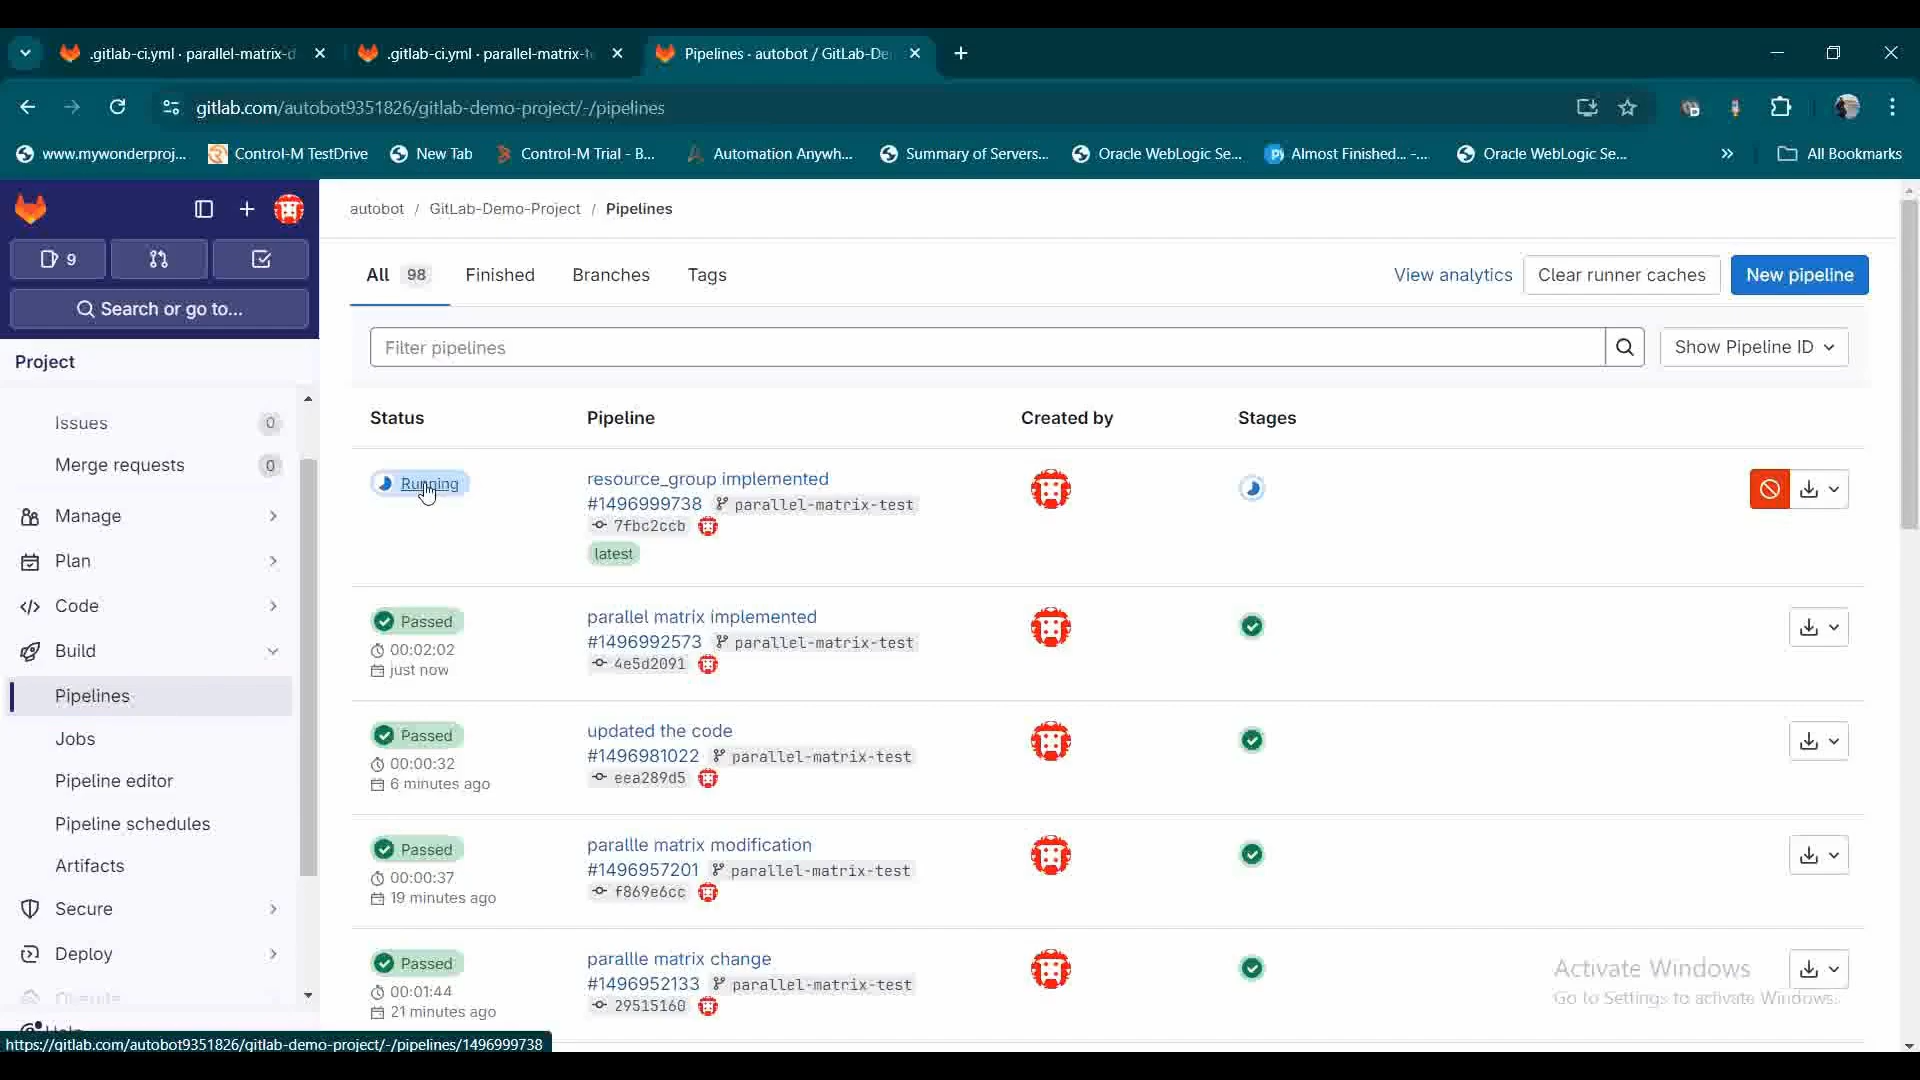 .gitlab-ci.yml · parallel-matrix-d
.gitlab-ci.yml · parallel-matrix-te
Pipelines · autobot / GitLab-De
gitlab.com/autobot9351826/gitlab-demo-project/-/pipelines
www.mywonderproj...
Control-M TestDrive
New Tab
Control-M Trial - B...
Automation Anywh...
Summary of Servers...
Oracle WebLogic Se...
Almost Finished... -...
Oracle WebLogic Se...
All Bookmarks
autobot / GitLab-Demo-Project / Pipelines
9
Search or go to...
Project
Issues 0
Merge requests 0
Manage
Plan
Code
Build
Pipelines
Jobs
Pipeline editor
Pipeline schedules
Artifacts
Secure
Deploy
Operate
Help
All 98
Finished
Branches
Tags
View analytics
Clear runner caches
New pipeline
Filter pipelines
Show Pipeline ID
Status Pipeline Created by Stages
Running
resource_group implemented
#1496999738 parallel-matrix-test
7fbc2ccb
latest
Passed
00:02:02
just now
parallel matrix implemented
#1496992573 parallel-matrix-test
4e5d2091
Passed
00:00:32
6 minutes ago
updated the code
#1496981022 parallel-matrix-test
eea289d5
Passed
00:00:37
19 minutes ago
parallle matrix modification
#1496957201 parallel-matrix-test
f869e6cc
Passed
00:01:44
21 minutes ago
parallle matrix change
#1496952133 parallel-matrix-test
29515160
Activate Windows
Go to Settings to activate Windows.
https://gitlab.com/autobot9351826/gitlab-demo-project/-/pipelines/1496999738